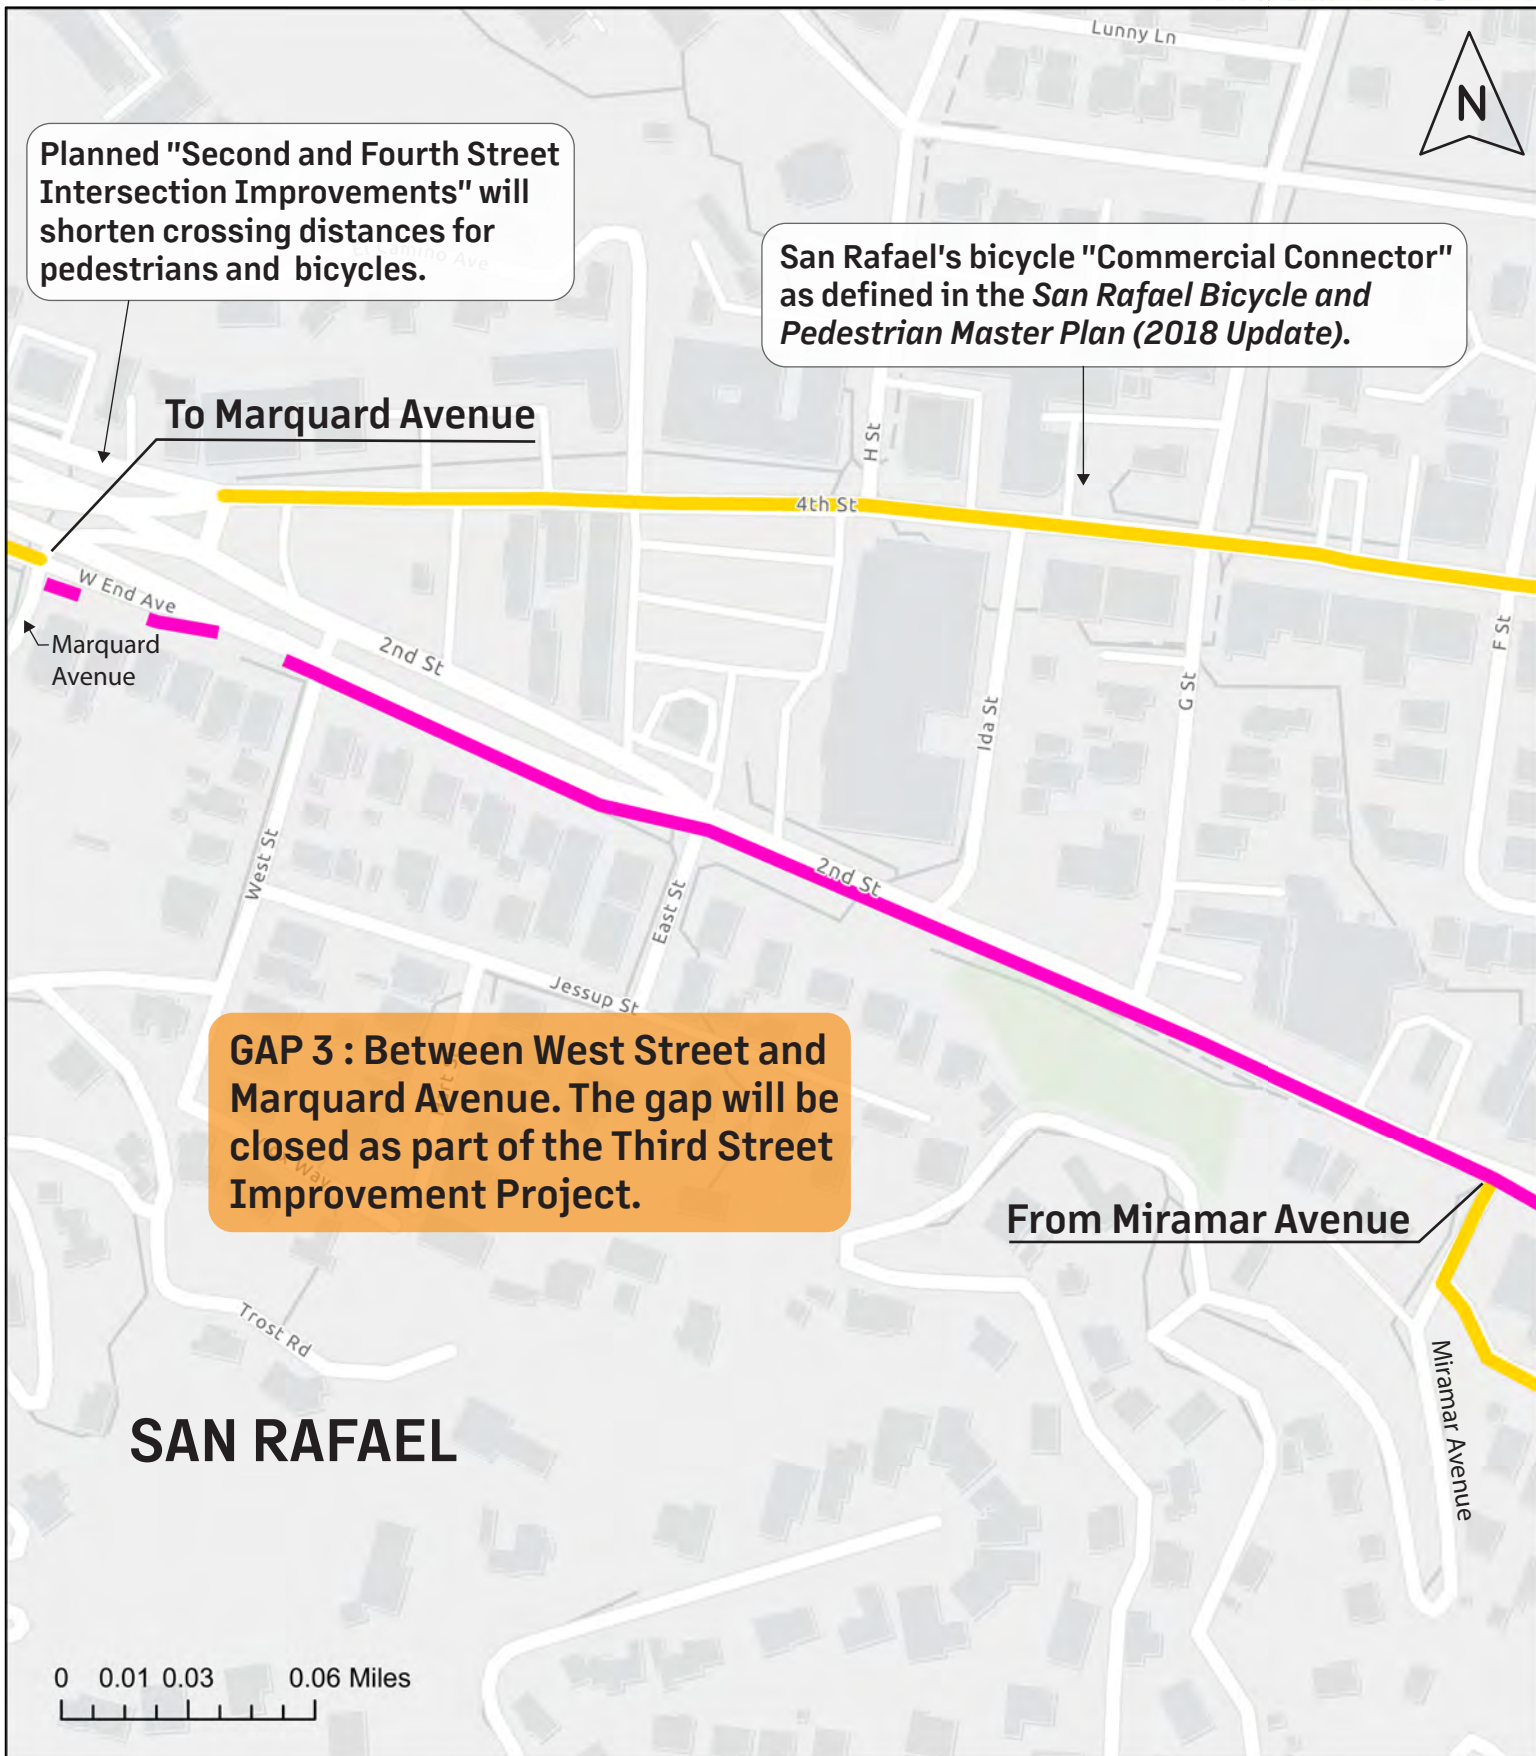 Lunny Ln
N
Planned "Second and Fourth Street
Intersection Improvements" will
shorten crossing distances for
pedestrians and bicycles.
San Rafael's bicycle "Commercial Connector"
as defined in the San Rafael Bicycle and
Pedestrian Master Plan (2018 Update).
To Marquard Avenue
H St
4th St
W End Ave
Marquard
Avenue
2nd St
F St
G St
Ida St
West St
2nd St
East St
Jessup St
GAP 3 : Between West Street and
Marquard Avenue. The gap will be
closed as part of the Third Street
Improvement Project.
From Miramar Avenue
Trost Rd
Miramar Avenue
SAN RAFAEL
0 0.01 0.03 0.06 Miles